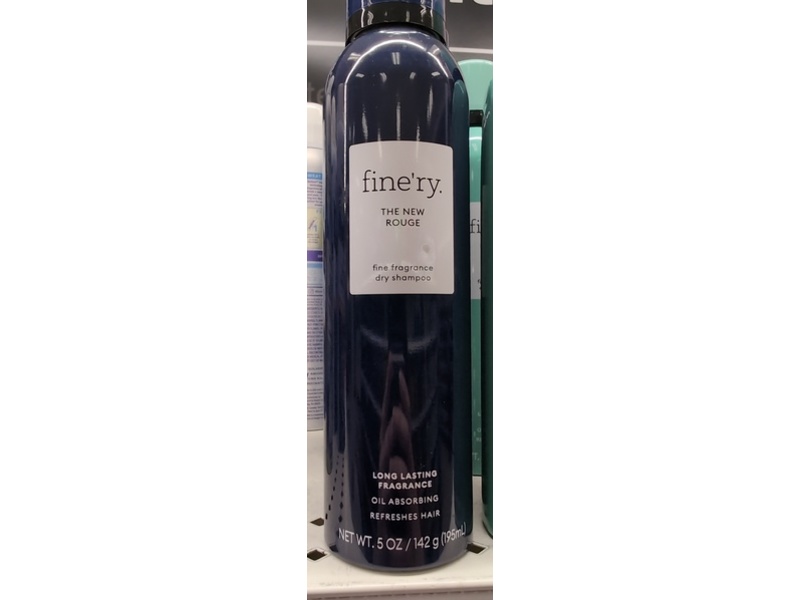 fine'ry.
THE NEW
ROUGE
fine fragrance
dry shampoo
LONG LASTING
FRAGRANCE
OIL ABSORBING
REFRESHES HAIR
NET WT. 5 OZ / 142 g (195mL)
fi